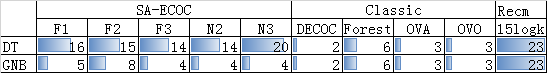 SA-ECOC Classic Recm
F1 F2 F3 N2 N3 DECOC Forest OVA OVO 15logk
DT 16 15 14 14 20 2 6 3 3 23
GNB 5 8 4 4 4 2 6 3 3 23